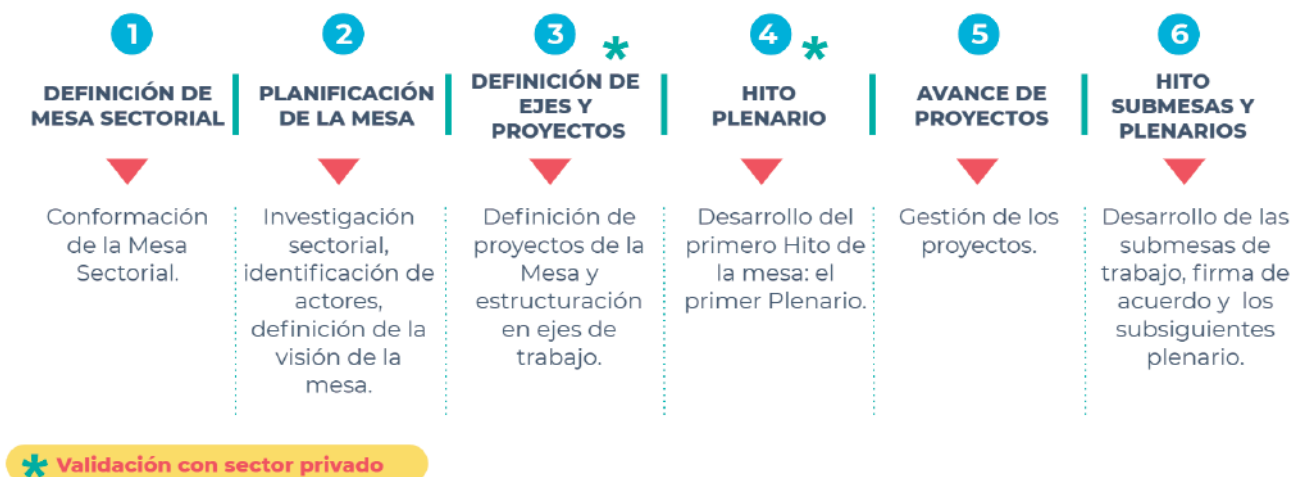 1
DEFINICIÓN DE
MESA SECTORIAL
Conformación
de la Mesa
Sectorial.
2
PLANIFICACIÓN
DE LA MESA
Investigación
sectorial,
identificación de
actores,
definición de la
visión de la
mesa.
3
*
DEFINICIÓN DE
EJES Y
PROYECTOS
Definición de
proyectos de la
Mesa y
estructuración
en ejes de
trabajo.
4
*
HITO
PLENARIO
Desarrollo del
primero Hito de
la mesa: el
primer Plenario.
5
AVANCE DE
PROYECTOS
Gestión de los
proyectos.
6
HITO
SUBMESAS Y
PLENARIOS
Desarrollo de las
submesas de
trabajo, firma de
acuerdo y los
subsiguientes
plenario.
* Validación con sector privado